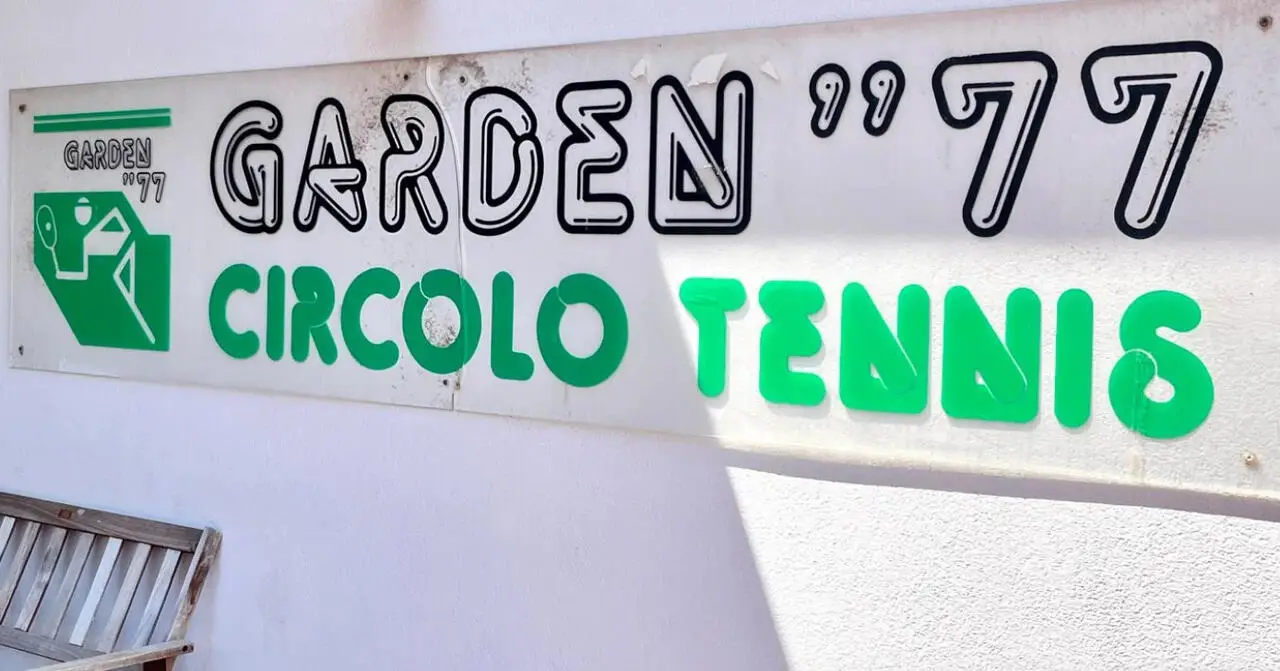 GARDEN
"77
GARDEN "77
CIRCOLO TENNIS